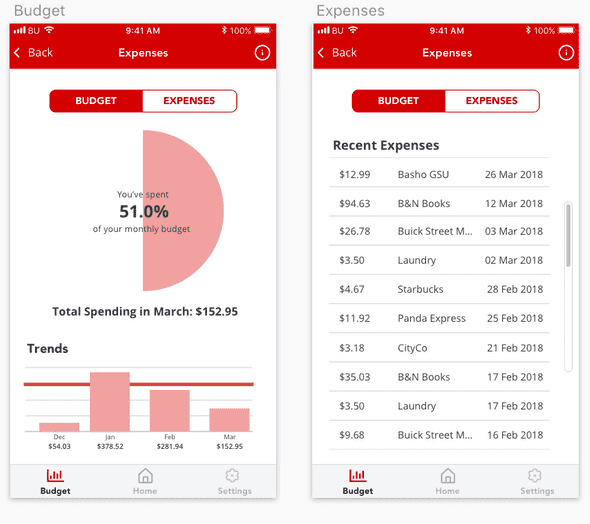 Budget
BU 9:41 AM 100%
Back Expenses i
BUDGET EXPENSES
You've spent
51.0%
of your monthly budget
Total Spending in March: $152.95
Trends
Dec Jan Feb Mar
$54.03 $378.52 $281.94 $152.95
Budget Home Settings
Expenses
BU 9:41 AM 100%
Back Expenses i
BUDGET EXPENSES
Recent Expenses
$12.99 Basho GSU 26 Mar 2018
$94.63 B&N Books 12 Mar 2018
$26.78 Buick Street M... 03 Mar 2018
$3.50 Laundry 02 Mar 2018
$4.67 Starbucks 28 Feb 2018
$11.92 Panda Express 25 Feb 2018
$3.18 CityCo 21 Feb 2018
$35.03 B&N Books 17 Feb 2018
$3.50 Laundry 17 Feb 2018
$9.68 Buick Street M... 16 Feb 2018
Budget Home Settings